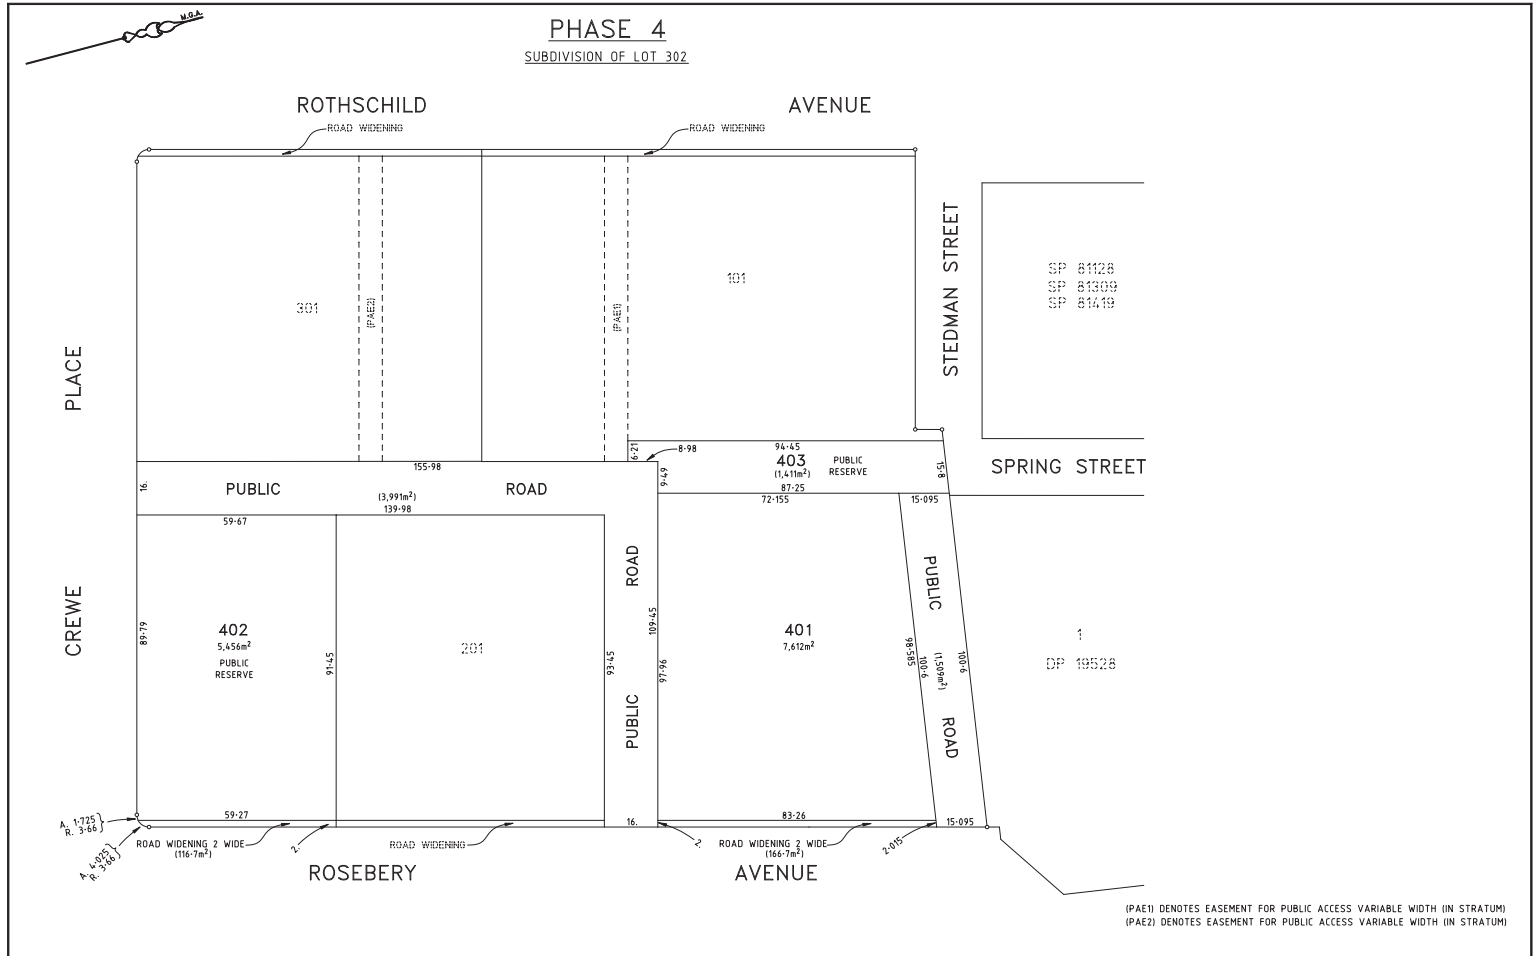 M.G.A.
PHASE 4
SUBDIVISION OF LOT 302
ROTHSCHILD AVENUE
ROAD WIDENING
ROAD WIDENING
301
(PAE2)
(PAE1)
101
STEDMAN STREET
SP 81128
SP 81309
SP 81419
CREWE PLACE
155·98
6·21
8·98
9·49
94·45
403
(1,411m²)
PUBLIC
RESERVE
87·25
15·8
SPRING STREET
16·
PUBLIC ROAD
(3,991m²)
139·98
59·67
72·155
15·095
89·79
402
5,456m²
PUBLIC
RESERVE
91·45
201
93·45
PUBLIC ROAD
109·45
97·96
401
7,612m²
98·585
100·6
PUBLIC ROAD
(1,509m²)
100·6
1
DP 19528
A. 1·725
R. 3·66
A. 4·025
R. 3·66
59·27
ROAD WIDENING 2 WIDE
(116·7m²)
2·
ROAD WIDENING
16·
2·
83·26
ROAD WIDENING 2 WIDE
(166·7m²)
2·015
15·095
ROSEBERY AVENUE
(PAE1) DENOTES EASEMENT FOR PUBLIC ACCESS VARIABLE WIDTH (IN STRATUM)
(PAE2) DENOTES EASEMENT FOR PUBLIC ACCESS VARIABLE WIDTH (IN STRATUM)